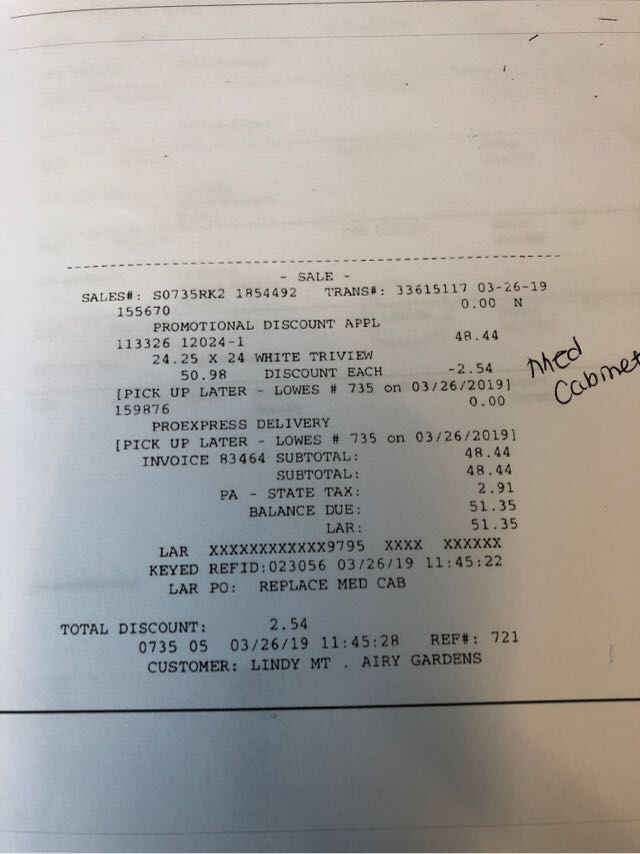 - SALE -
SALES#: S0735RK2 1854492 TRANS#: 33615117 03-26-19
155670 0.00 N
PROMOTIONAL DISCOUNT APPL
113326 12024-1 48.44
24.25 X 24 WHITE TRIVIEW
50.98 DISCOUNT EACH -2.54
[PICK UP LATER - LOWES # 735 on 03/26/2019]
159876 0.00
PROEXPRESS DELIVERY
[PICK UP LATER - LOWES # 735 on 03/26/2019]
INVOICE 83464 SUBTOTAL: 48.44
SUBTOTAL: 48.44
PA - STATE TAX: 2.91
BALANCE DUE: 51.35
LAR: 51.35
LAR XXXXXXXXXXXX9795 XXXX XXXXXX
KEYED REFID:023056 03/26/19 11:45:22
LAR PO: REPLACE MED CAB
TOTAL DISCOUNT: 2.54
0735 05 03/26/19 11:45:28 REF#: 721
CUSTOMER: LINDY MT . AIRY GARDENS
Med
Cabinet